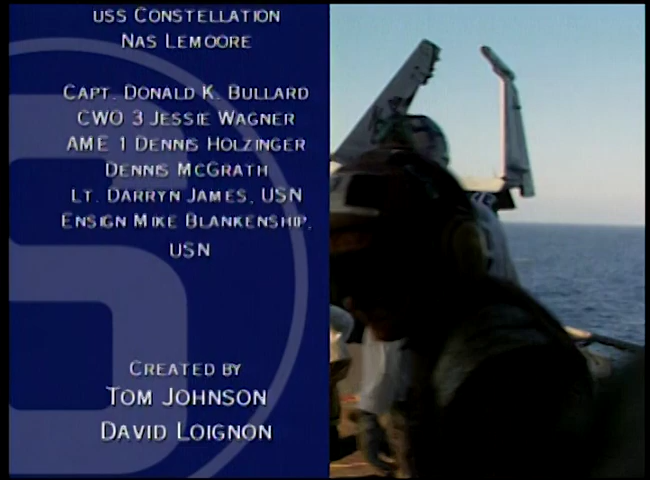 USS CONSTELLATION
NAS LEMOORE
CAPT. DONALD K. BULLARD
CWO 3 JESSIE WAGNER
AME 1 DENNIS HOLZINGER
DENNIS MCGRATH
LT. DARRYN JAMES, USN
ENSIGN MIKE BLANKENSHIP,
USN
CREATED BY
TOM JOHNSON
DAVID LOIGNON